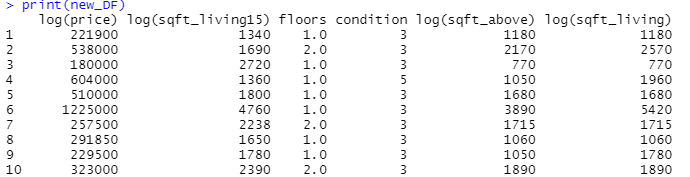 > print(new_DF)
log(price) log(sqft_living15) floors condition log(sqft_above) log(sqft_living)
1 221900 1340 1.0 3 1180 1180
2 538000 1690 2.0 3 2170 2570
3 180000 2720 1.0 3 770 770
4 604000 1360 1.0 5 1050 1960
5 510000 1800 1.0 3 1680 1680
6 1225000 4760 1.0 3 3890 5420
7 257500 2238 2.0 3 1715 1715
8 291850 1650 1.0 3 1060 1060
9 229500 1780 1.0 3 1050 1780
10 323000 2390 2.0 3 1890 1890